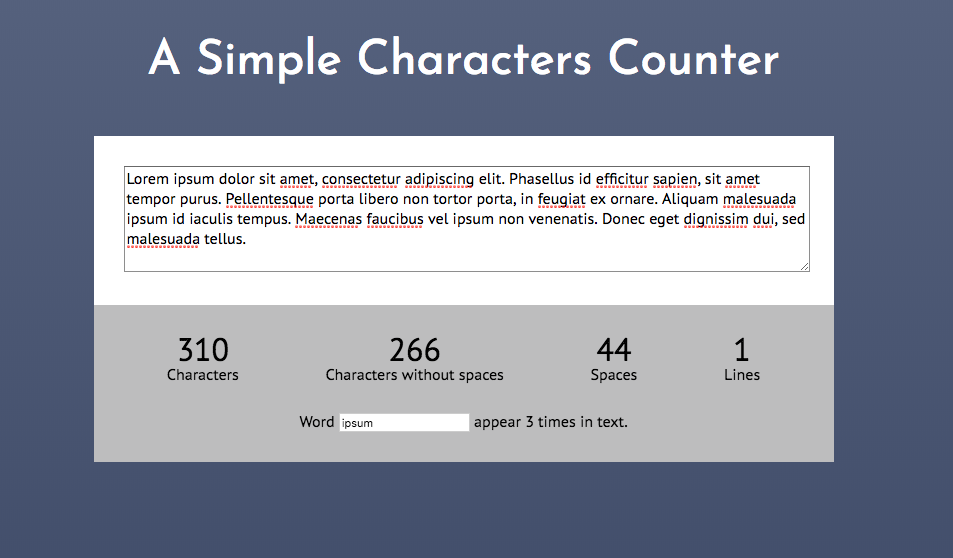 A Simple Characters Counter
Lorem ipsum dolor sit amet, consectetur adipiscing elit. Phasellus id efficitur sapien, sit amet
tempor purus. Pellentesque porta libero non tortor porta, in feugiat ex ornare. Aliquam malesuada
ipsum id iaculis tempus. Maecenas faucibus vel ipsum non venenatis. Donec eget dignissim dui, sed
malesuada tellus.
310 266 44 1
Characters Characters without spaces Spaces Lines
Word ipsum appear 3 times in text.